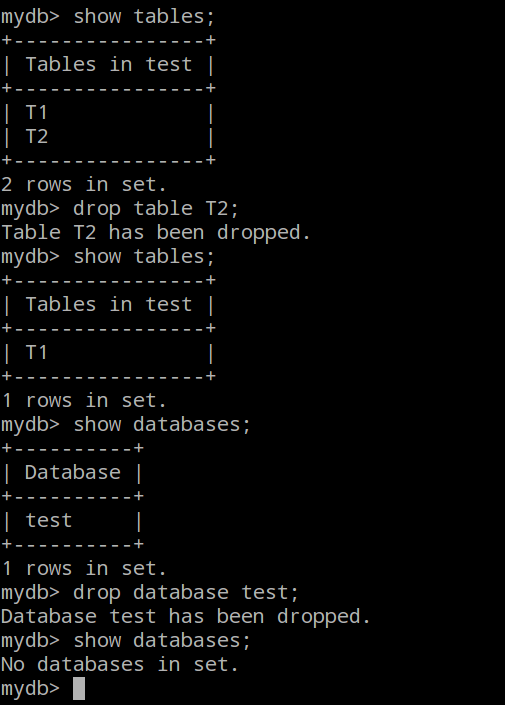 mydb> show tables;
+----------------+
| Tables in test |
+----------------+
| T1             |
| T2             |
+----------------+
2 rows in set.
mydb> drop table T2;
Table T2 has been dropped.
mydb> show tables;
+----------------+
| Tables in test |
+----------------+
| T1             |
+----------------+
1 rows in set.
mydb> show databases;
+----------+
| Database |
+----------+
| test     |
+----------+
1 rows in set.
mydb> drop database test;
Database test has been dropped.
mydb> show databases;
No databases in set.
mydb>